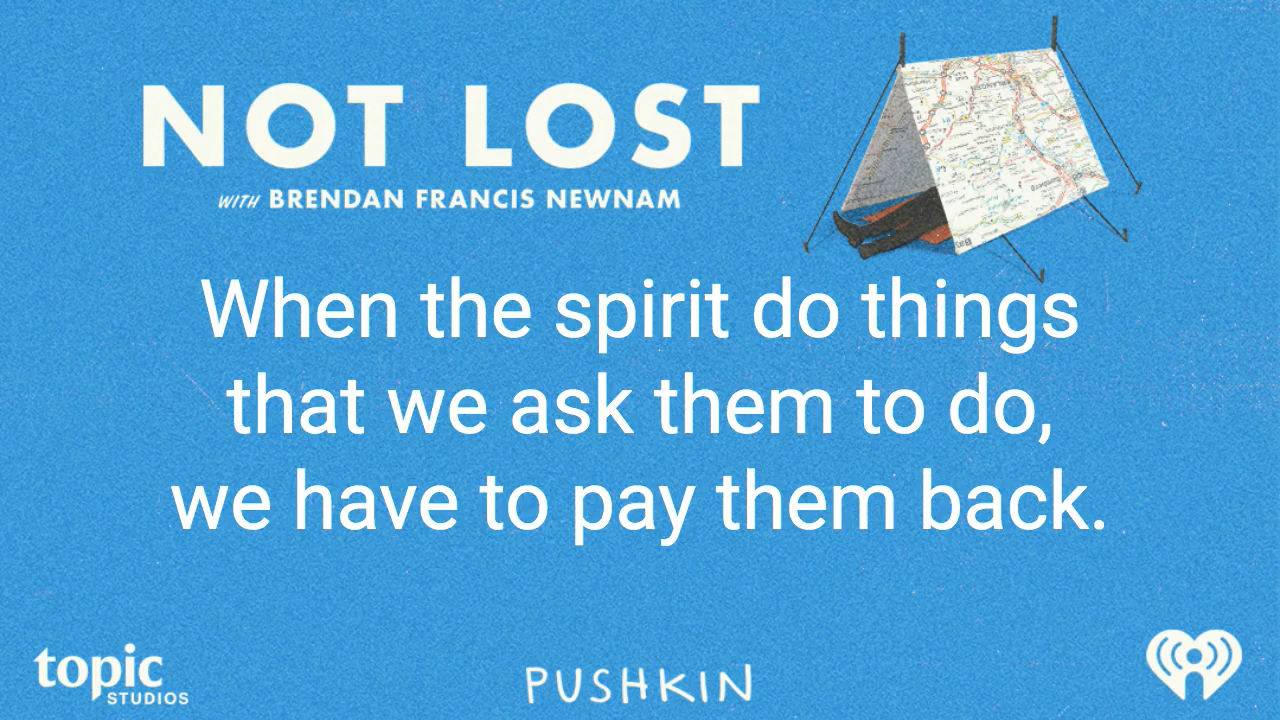 NOT LOST
WITH BRENDAN FRANCIS NEWNAM
When the spirit do things
that we ask them to do,
we have to pay them back.
topic
STUDIOS
PUSHKIN